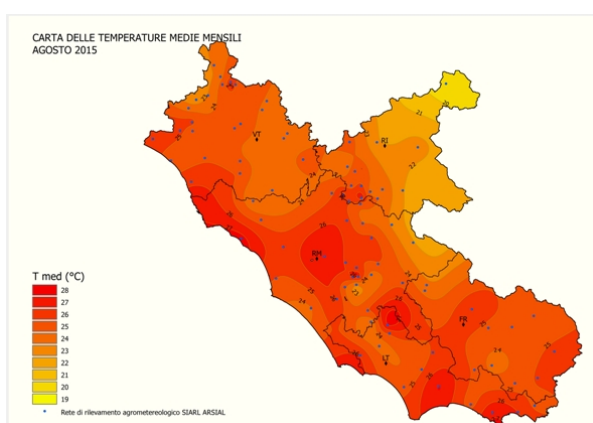 CARTA DELLE TEMPERATURE MEDIE MENSILI
AGOSTO 2015
VT
RI
RM
FR
LT
T med (°C)
28
27
26
25
24
23
22
21
20
19
Rete di rilevamento agrometereologico SIARL ARSIAL